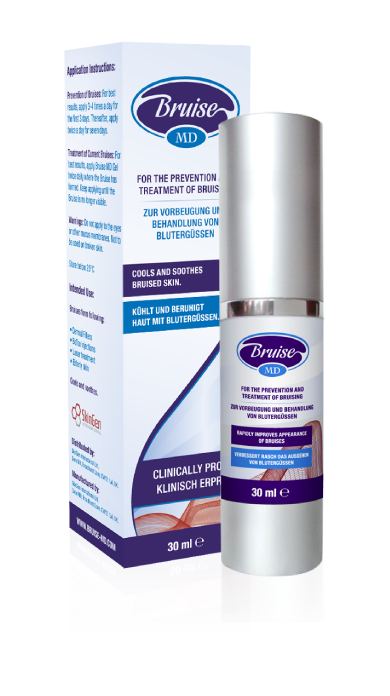 Application Instructions:
Prevention of Bruises: For best
results, apply 3-4 times a day for
the first 3 days. Thereafter, apply
twice a day for seven days.
Treatment of Current Bruises: For
best results, apply Bruise MD Gel
twice daily where the Bruise has
formed. Keep applying until the
Bruise is no longer visible.
Warnings: Do not apply to the eyes
or other mucus membranes. Not to
be used on broken skin.
Store below 25°C
Intended Use:
Bruises from following:
• Dermal Fillers
• Botox injections
• Laser treatment
• Elderly skin
Cools and soothes.
SkinGen
Distributed by:
Manufactured by:
WWW.BRUISE-MD.COM
Bruise
MD
FOR THE PREVENTION A
TREATMENT OF BRUIS
ZUR VORBEUGUNG UN
BEHANDLUNG VON
BLUTERGÜSSEN
COOLS AND SOOTHES
BRUISED SKIN.
KÜHLT UND BERUHIGT
HAUT MIT BLUTERGÜSSEN.
CLINICALLY PRO
KLINISCH ERPR
30 ml ℮
Bruise
MD
FOR THE PREVENTION AND
TREATMENT OF BRUISING
ZUR VORBEUGUNG UND BEHANDLUNG
VON BLUTERGÜSSEN
RAPIDLY IMPROVES APPEARANCE
OF BRUISES
VERBESSERT RASCH DAS AUSSEHEN
VON BLUTERGÜSSEN
30 ml ℮